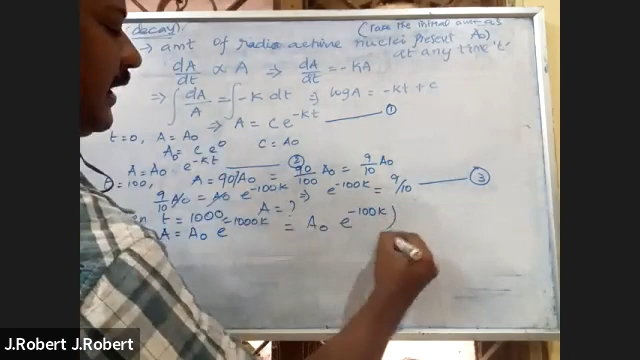 decay). (Take the initial amt as
→ amt of radio active nuclei present A₀)
at any time 't'
dA/dt ∝ A ⇒ dA/dt = -KA
⇒ ∫ dA/A = ∫ -K dt ⇒ log A = -Kt + c
⇒ A = c e^{-Kt} —— ①
t=0, A = A₀
A₀ = c e⁰ c = A₀
A = A₀ e^{-Kt} —— ②
t=100, A = 90%A₀ = 90/100 A₀ = 9/10 A₀
9/10 A₀ = A₀ e^{-100K} ⇒ e^{-100K} = 9/10 —— ③
t = 1000 A = ?
A = A₀ e^{-1000K} = A₀ e^{-100K})
J.Robert J.Robert